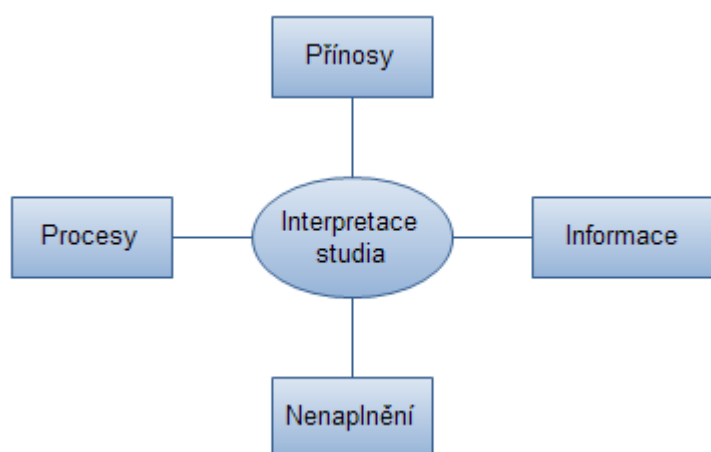 Přínosy
Procesy
Interpretace
studia
Informace
Nenaplnění